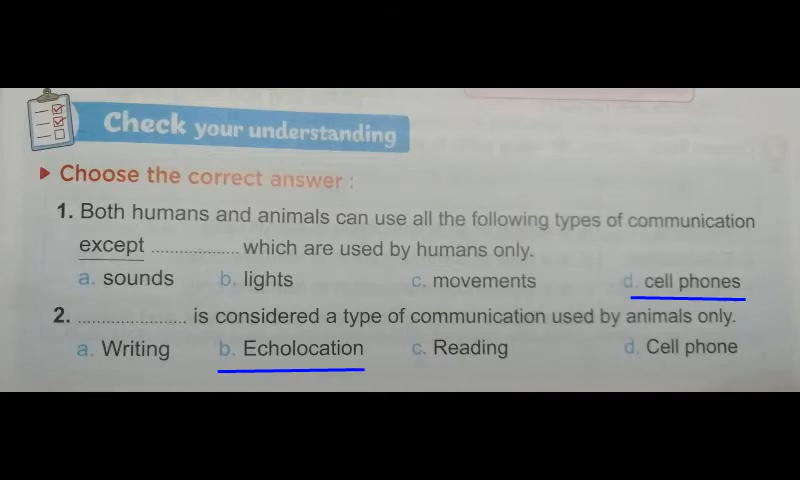 Check your understanding
Choose the correct answer :
1. Both humans and animals can use all the following types of communication
except .................. which are used by humans only.
a. sounds b. lights c. movements d. cell phones
2. ...................... is considered a type of communication used by animals only.
a. Writing b. Echolocation c. Reading d. Cell phone